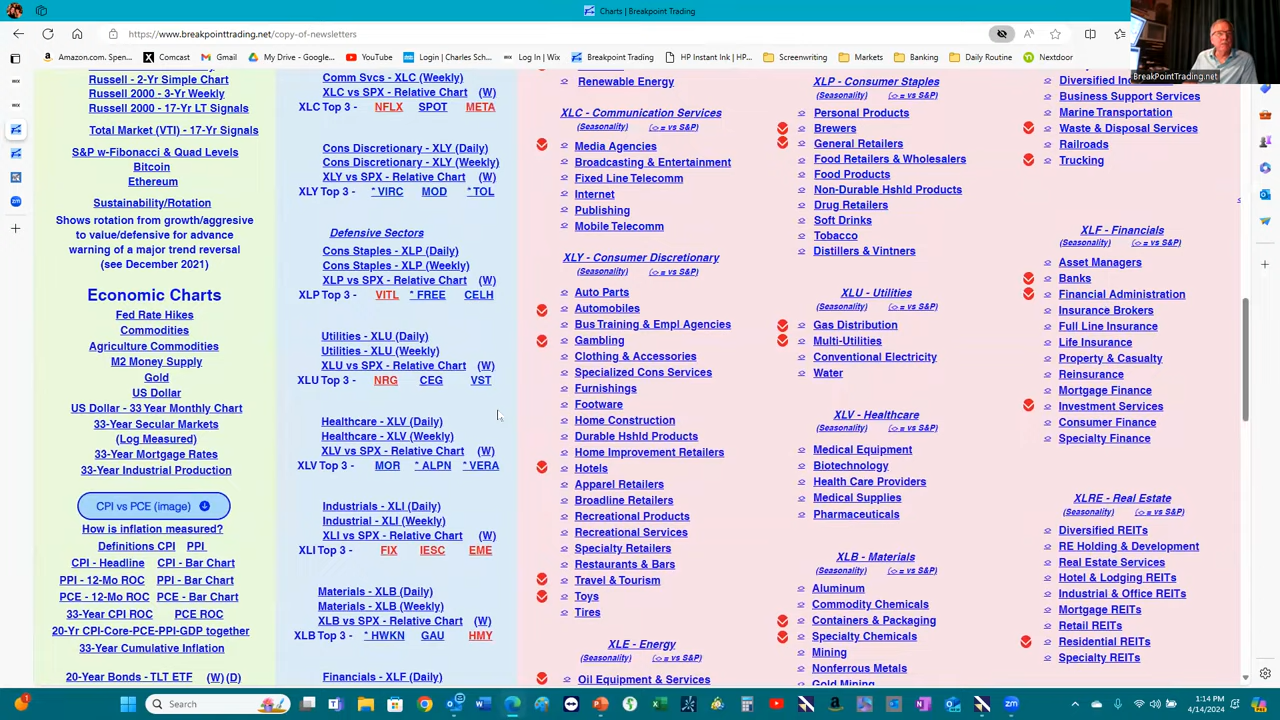 Charts | Breakpoint Trading
https://www.breakpointtrading.net/copy-of-newsletters
Amazon.com. Spen...
Comcast
Gmail
My Drive - Google...
YouTube
Login | Charles Sch...
Log In | Wix
Breakpoint Trading
HP Instant Ink | HP...
Screenwriting
Markets
Banking
Daily Routine
Nextdoor
BreakPointTrading.net
Russell - 2-Yr Simple Chart
Russell 2000 - 3-Yr Weekly
Russell 2000 - 17-Yr LT Signals
Total Market (VTI) - 17-Yr Signals
S&P w-Fibonacci & Quad Levels
Bitcoin
Ethereum
Sustainability/Rotation
Shows rotation from growth/aggresive
to value/defensive for advance
warning of a major trend reversal
(see December 2021)
Economic Charts
Fed Rate Hikes
Commodities
Agriculture Commodities
M2 Money Supply
Gold
US Dollar
US Dollar - 33 Year Monthly Chart
33-Year Secular Markets
(Log Measured)
33-Year Mortgage Rates
33-Year Industrial Production
CPI vs PCE (image)
How is inflation measured?
Definitions CPI PPI
CPI - Headline CPI - Bar Chart
PPI - 12-Mo ROC PPI - Bar Chart
PCE - 12-Mo ROC PCE - Bar Chart
33-Year CPI ROC PCE ROC
20-Yr CPI-Core-PCE-PPI-GDP together
33-Year Cumulative Inflation
20-Year Bonds - TLT ETF (W) (D)
Comm Svcs - XLC (Weekly)
XLC vs SPX - Relative Chart (W)
XLC Top 3 - NFLX SPOT META
Cons Discretionary - XLY (Daily)
Cons Discretionary - XLY (Weekly)
XLY vs SPX - Relative Chart (W)
XLY Top 3 - * VIRC MOD * TOL
Defensive Sectors
Cons Staples - XLP (Daily)
Cons Staples - XLP (Weekly)
XLP vs SPX - Relative Chart (W)
XLP Top 3 - VITL * FREE CELH
Utilities - XLU (Daily)
Utilities - XLU (Weekly)
XLU vs SPX - Relative Chart (W)
XLU Top 3 - NRG CEG VST
Healthcare - XLV (Daily)
Healthcare - XLV (Weekly)
XLV vs SPX - Relative Chart (W)
XLV Top 3 - MOR * ALPN * VERA
Industrials - XLI (Daily)
Industrial - XLI (Weekly)
XLI vs SPX - Relative Chart (W)
XLI Top 3 - FIX IESC EME
Materials - XLB (Daily)
Materials - XLB (Weekly)
XLB vs SPX - Relative Chart (W)
XLB Top 3 - * HWKN GAU HMY
Financials - XLF (Daily)
Renewable Energy
XLC - Communication Services
(Seasonality) (<> = vs S&P)
Media Agencies
Broadcasting & Entertainment
Fixed Line Telecomm
Internet
Publishing
Mobile Telecomm
XLY - Consumer Discretionary
(Seasonality) (<> = vs S&P)
Auto Parts
Automobiles
Bus Training & Empl Agencies
Gambling
Clothing & Accessories
Specialized Cons Services
Furnishings
Footware
Home Construction
Durable Hshld Products
Home Improvement Retailers
Hotels
Apparel Retailers
Broadline Retailers
Recreational Products
Recreational Services
Specialty Retailers
Restaurants & Bars
Travel & Tourism
Toys
Tires
XLE - Energy
(Seasonality) (<> = vs S&P)
Oil Equipment & Services
XLP - Consumer Staples
(Seasonality) (<> = vs S&P)
Personal Products
Brewers
General Retailers
Food Retailers & Wholesalers
Food Products
Non-Durable Hshld Products
Drug Retailers
Soft Drinks
Tobacco
Distillers & Vintners
XLU - Utilities
(Seasonality) (<> = vs S&P)
Gas Distribution
Multi-Utilities
Conventional Electricity
Water
XLV - Healthcare
(Seasonality) (<> = vs S&P)
Medical Equipment
Biotechnology
Health Care Providers
Medical Supplies
Pharmaceuticals
XLB - Materials
(Seasonality) (<> = vs S&P)
Aluminum
Commodity Chemicals
Containers & Packaging
Specialty Chemicals
Mining
Nonferrous Metals
Gold Mining
Diversified
Business Support Services
Marine Transportation
Waste & Disposal Services
Railroads
Trucking
XLF - Financials
(Seasonality) (<> = vs S&P)
Asset Managers
Banks
Financial Administration
Insurance Brokers
Full Line Insurance
Life Insurance
Property & Casualty
Reinsurance
Mortgage Finance
Investment Services
Consumer Finance
Specialty Finance
XLRE - Real Estate
(Seasonality) (<> = vs S&P)
Diversified REITs
RE Holding & Development
Real Estate Services
Hotel & Lodging REITs
Industrial & Office REITs
Mortgage REITs
Retail REITs
Residential REITs
Specialty REITs
Search
1:14 PM
4/14/2024